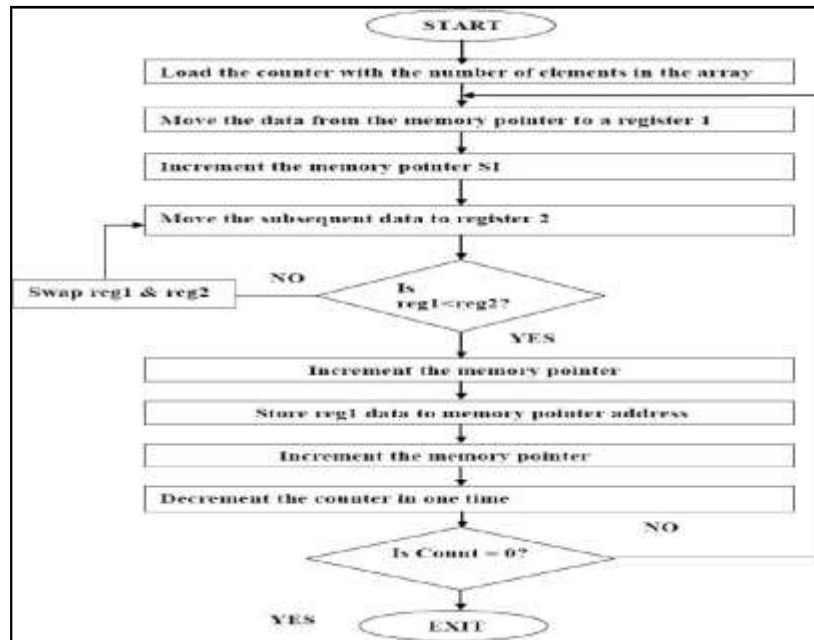 START
Load the counter with the number of elements in the array
Move the data from the memory pointer to a register 1
Increment the memory pointer SI
Move the subsequent data to register 2
NO
Swap reg1 & reg2
Is
reg1<reg2?
YES
Increment the memory pointer
Store reg1 data to memory pointer address
Increment the memory pointer
Decrement the counter in one time
NO
Is Count = 0?
YES
EXIT